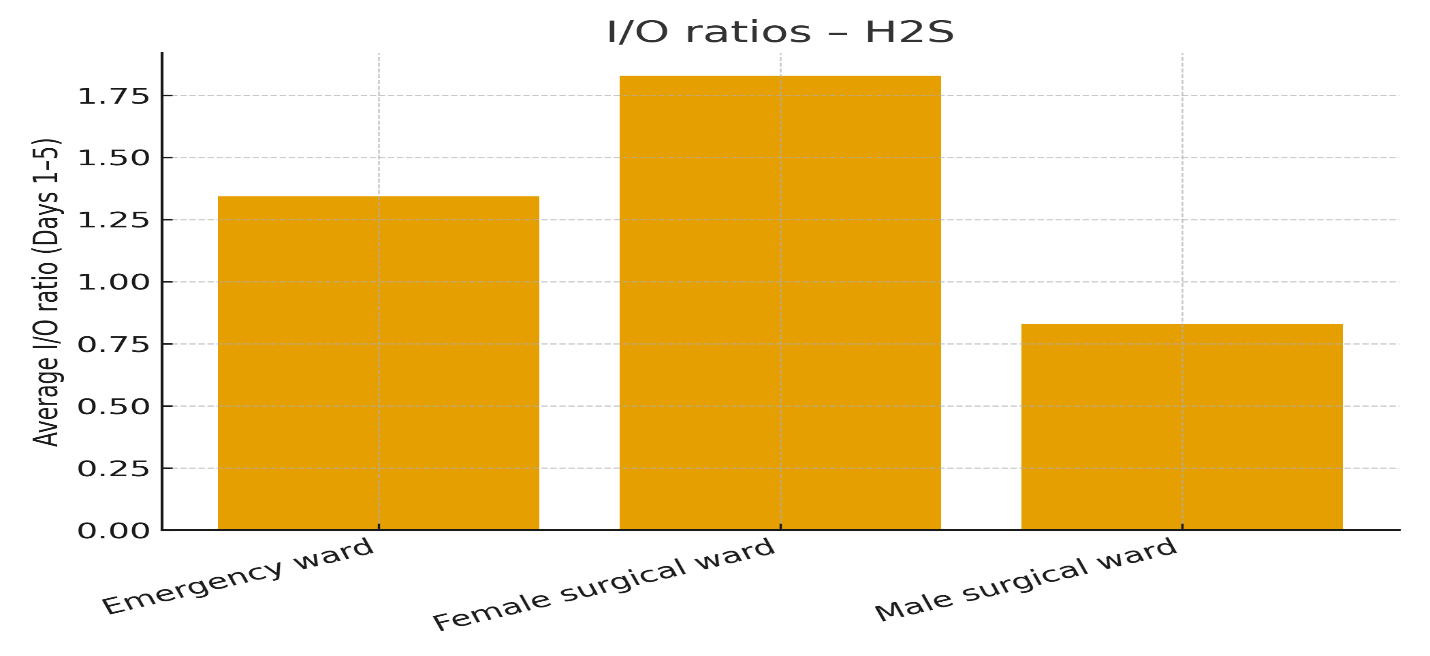 I/O ratios – H2S
Average I/O ratio (Days 1–5)
1.75
1.50
1.25
1.00
0.75
0.50
0.25
0.00
Emergency ward
Female surgical ward
Male surgical ward